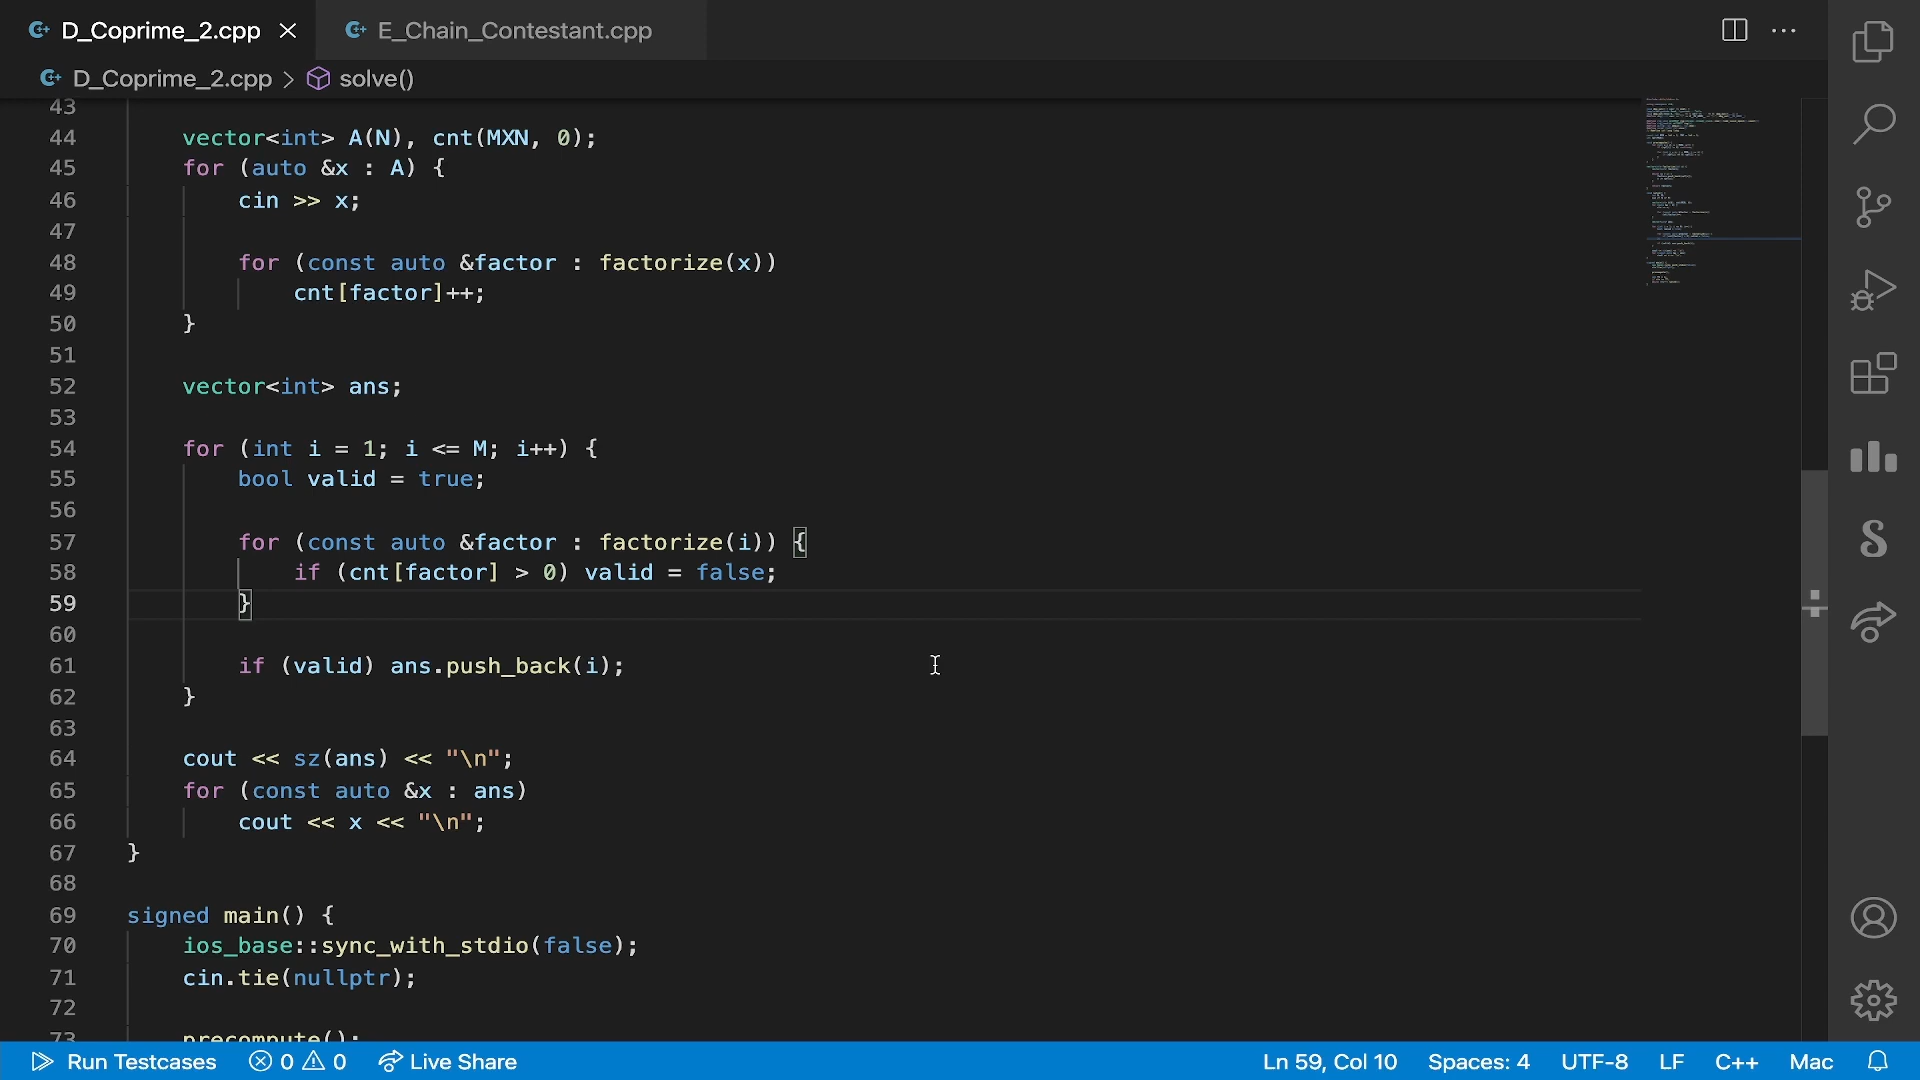 D_Coprime_2.cpp
E_Chain_Contestant.cpp
D_Coprime_2.cpp > solve()
43
44 vector<int> A(N), cnt(MXN, 0);
45 for (auto &x : A) {
46 cin >> x;
47
48 for (const auto &factor : factorize(x))
49 cnt[factor]++;
50 }
51
52 vector<int> ans;
53
54 for (int i = 1; i <= M; i++) {
55 bool valid = true;
56
57 for (const auto &factor : factorize(i)) {
58 if (cnt[factor] > 0) valid = false;
59 }
60
61 if (valid) ans.push_back(i);
62 }
63
64 cout << sz(ans) << "\n";
65 for (const auto &x : ans)
66 cout << x << "\n";
67 }
68
69 signed main() {
70 ios_base::sync_with_stdio(false);
71 cin.tie(nullptr);
72
73 precompute();
Run Testcases 0 0 Live Share Ln 59, Col 10 Spaces: 4 UTF-8 LF C++ Mac